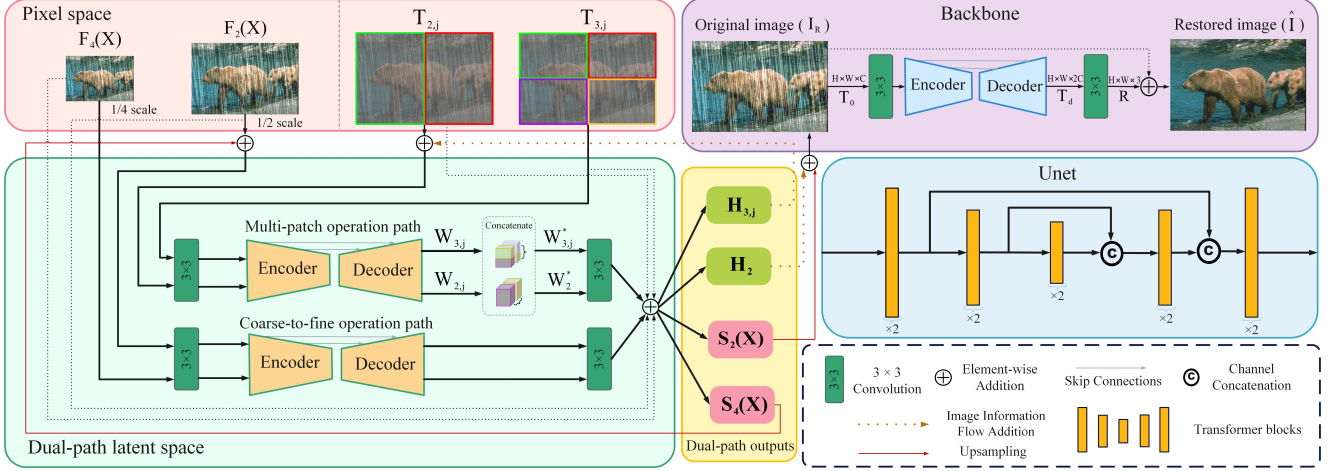 Pixel space
F₄(X)
1/4 scale
F₂(X)
1/2 scale
T₂,ⱼ
T₃,ⱼ
Backbone
Original image (I_R)
H×W×C
T₀
3×3
Encoder
Decoder
H×W×2C
T_d
3×3
H×W×3
R
Restored image (Î)
Multi-patch operation path
3×3
Encoder
Decoder
W₃,ⱼ
W₂,ⱼ
Concatenate
W*₃,ⱼ
W*₂
3×3
Coarse-to-fine operation path
3×3
Encoder
Decoder
3×3
Dual-path latent space
H₃,ⱼ
H₂
S₂(X)
S₄(X)
Dual-path outputs
Unet
C
C
×2
×2
×2
×2
×2
3×3
3 × 3
Convolution
Element-wise
Addition
Skip Connections
C
Channel
Concatenation
Image Information
Flow Addition
Upsampling
Transformer blocks